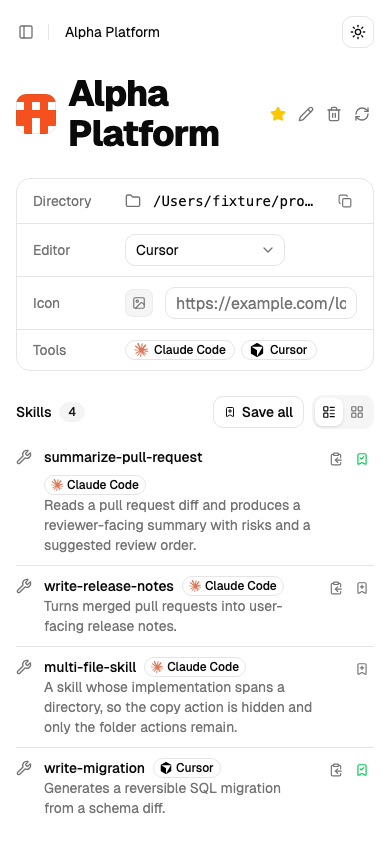 Alpha Platform
Alpha
Platform
Directory /Users/fixture/pro…
Editor Cursor
Icon https://example.com/lo
Tools Claude Code Cursor
Skills 4 Save all
summarize-pull-request
Claude Code
Reads a pull request diff and produces a
reviewer-facing summary with risks and a
suggested review order.
write-release-notes Claude Code
Turns merged pull requests into user-
facing release notes.
multi-file-skill Claude Code
A skill whose implementation spans a
directory, so the copy action is hidden and
only the folder actions remain.
write-migration Cursor
Generates a reversible SQL migration
from a schema diff.